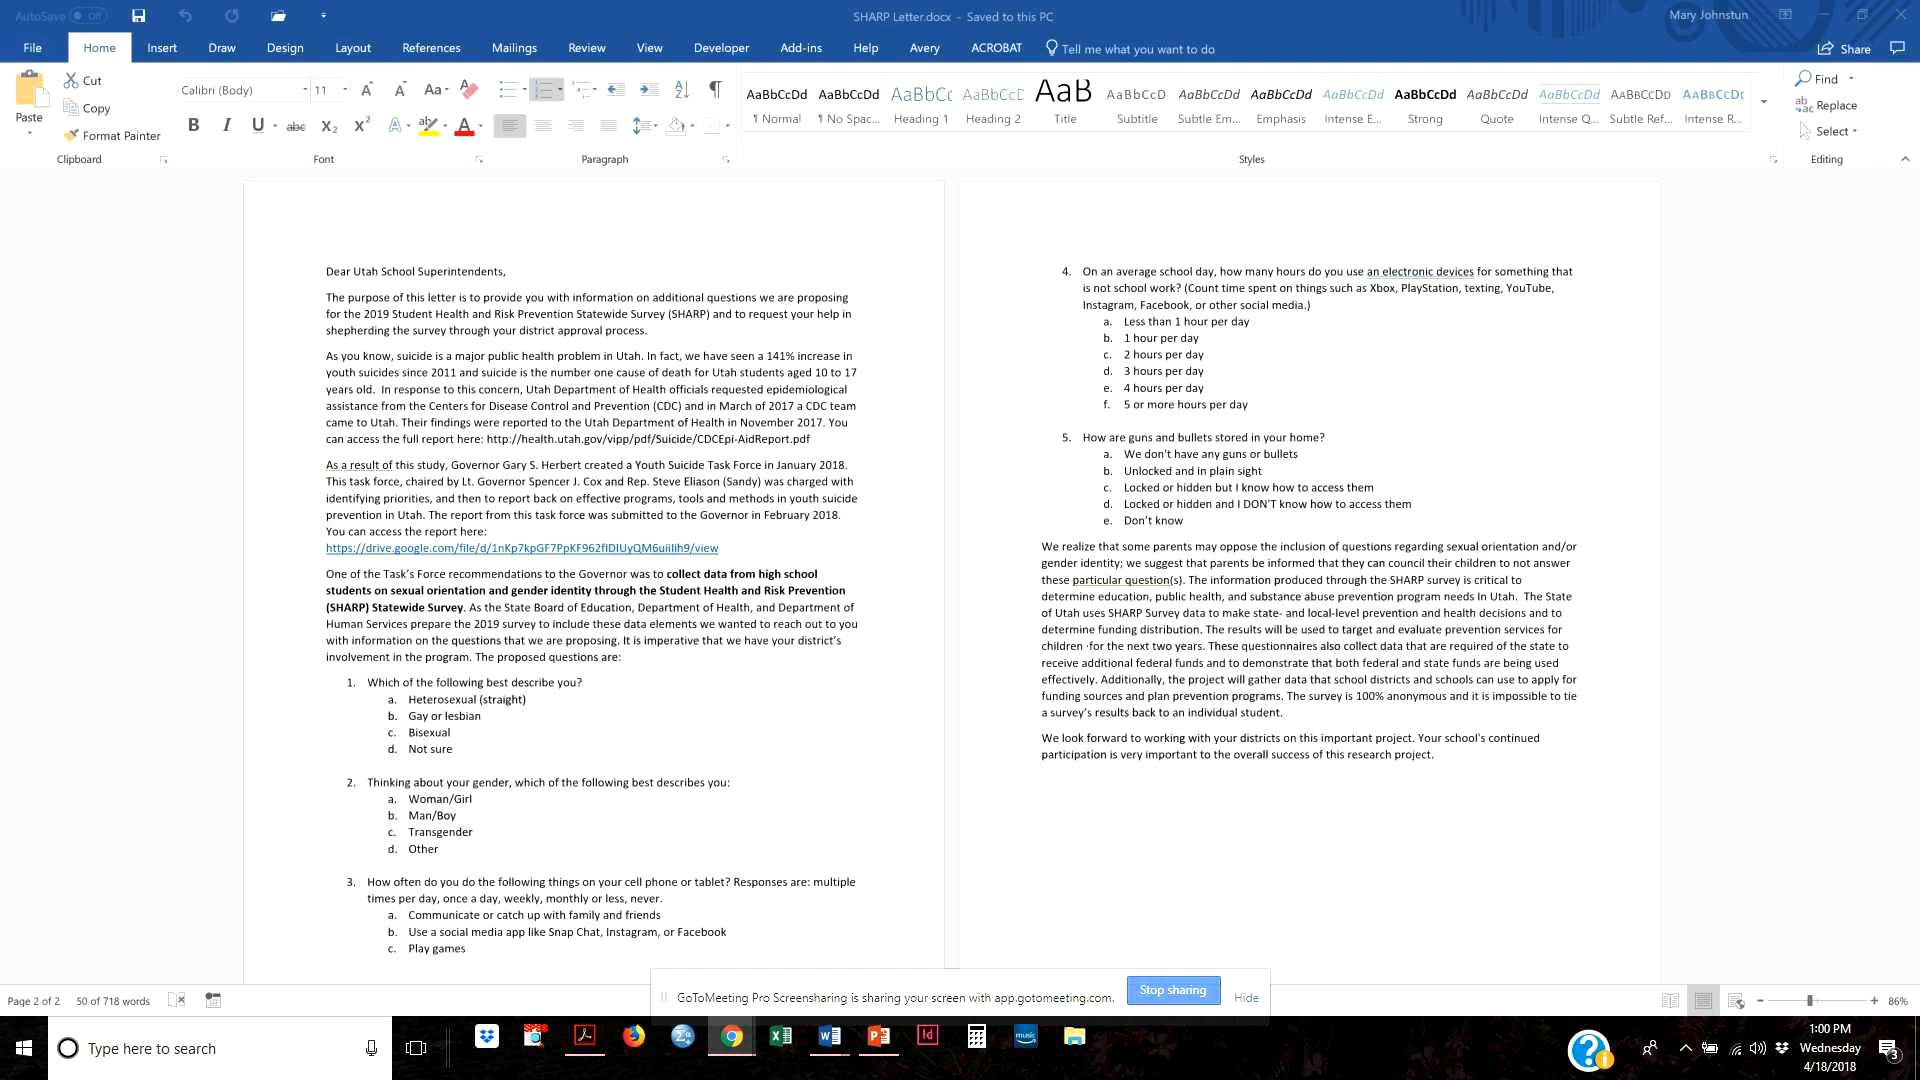 AutoSave Off
SHARP Letter.docx - Saved to this PC
Mary Johnstun
File Home Insert Draw Design Layout References Mailings Review View Developer Add-ins Help Avery ACROBAT Tell me what you want to do Share
Paste
Cut
Copy
Format Painter
Clipboard
Calibri (Body) 11
Font
Paragraph
AaBbCcDd AaBbCcDd AaBbCc AaBbCcD AaB AaBbCcD AaBbCcDd AaBbCcDd AaBbCcDd AaBbCcDd AaBbCcDd AaBbCcDd AaBbCcDd AaBbCcDd
¶ Normal ¶ No Spac... Heading 1 Heading 2 Title Subtitle Subtle Em... Emphasis Intense E... Strong Quote Intense Q... Subtle Ref... Intense R...
Styles
Find
Replace
Select
Editing
Dear Utah School Superintendents,
The purpose of this letter is to provide you with information on additional questions we are proposing
for the 2019 Student Health and Risk Prevention Statewide Survey (SHARP) and to request your help in
shepherding the survey through your district approval process.
As you know, suicide is a major public health problem in Utah. In fact, we have seen a 141% increase in
youth suicides since 2011 and suicide is the number one cause of death for Utah students aged 10 to 17
years old. In response to this concern, Utah Department of Health officials requested epidemiological
assistance from the Centers for Disease Control and Prevention (CDC) and in March of 2017 a CDC team
came to Utah. Their findings were reported to the Utah Department of Health in November 2017. You
can access the full report here: http://health.utah.gov/vipp/pdf/Suicide/CDCEpi-AidReport.pdf
As a result of this study, Governor Gary S. Herbert created a Youth Suicide Task Force in January 2018.
This task force, chaired by Lt. Governor Spencer J. Cox and Rep. Steve Eliason (Sandy) was charged with
identifying priorities, and then to report back on effective programs, tools and methods in youth suicide
prevention in Utah. The report from this task force was submitted to the Governor in February 2018.
You can access the report here:
https://drive.google.com/file/d/1nKp7kpGF7PpKF962fIDIUyQM6uiilih9/view
One of the Task's Force recommendations to the Governor was to collect data from high school
students on sexual orientation and gender identity through the Student Health and Risk Prevention
(SHARP) Statewide Survey. As the State Board of Education, Department of Health, and Department of
Human Services prepare the 2019 survey to include these data elements we wanted to reach out to you
with information on the questions that we are proposing. It is imperative that we have your district's
involvement in the program. The proposed questions are:
1. Which of the following best describe you?
a. Heterosexual (straight)
b. Gay or lesbian
c. Bisexual
d. Not sure
2. Thinking about your gender, which of the following best describes you:
a. Woman/Girl
b. Man/Boy
c. Transgender
d. Other
3. How often do you do the following things on your cell phone or tablet? Responses are: multiple
times per day, once a day, weekly, monthly or less, never.
a. Communicate or catch up with family and friends
b. Use a social media app like Snap Chat, Instagram, or Facebook
c. Play games
4. On an average school day, how many hours do you use an electronic devices for something that
is not school work? (Count time spent on things such as Xbox, PlayStation, texting, YouTube,
Instagram, Facebook, or other social media.)
a. Less than 1 hour per day
b. 1 hour per day
c. 2 hours per day
d. 3 hours per day
e. 4 hours per day
f. 5 or more hours per day
5. How are guns and bullets stored in your home?
a. We don't have any guns or bullets
b. Unlocked and in plain sight
c. Locked or hidden but I know how to access them
d. Locked or hidden and I DON'T know how to access them
e. Don't know
We realize that some parents may oppose the inclusion of questions regarding sexual orientation and/or
gender identity; we suggest that parents be informed that they can council their children to not answer
these particular question(s). The information produced through the SHARP survey is critical to
determine education, public health, and substance abuse prevention program needs In Utah. The State
of Utah uses SHARP Survey data to make state- and local-level prevention and health decisions and to
determine funding distribution. The results will be used to target and evaluate prevention services for
children ·for the next two years. These questionnaires also collect data that are required of the state to
receive additional federal funds and to demonstrate that both federal and state funds are being used
effectively. Additionally, the project will gather data that school districts and schools can use to apply for
funding sources and plan prevention programs. The survey is 100% anonymous and it is impossible to tie
a survey's results back to an individual student.
We look forward to working with your districts on this important project. Your school's continued
participation is very important to the overall success of this research project.
Page 2 of 2 50 of 718 words
GoToMeeting Pro Screensharing is sharing your screen with app.gotomeeting.com. Stop sharing Hide
86%
Type here to search
1:00 PM
Wednesday
4/18/2018
3